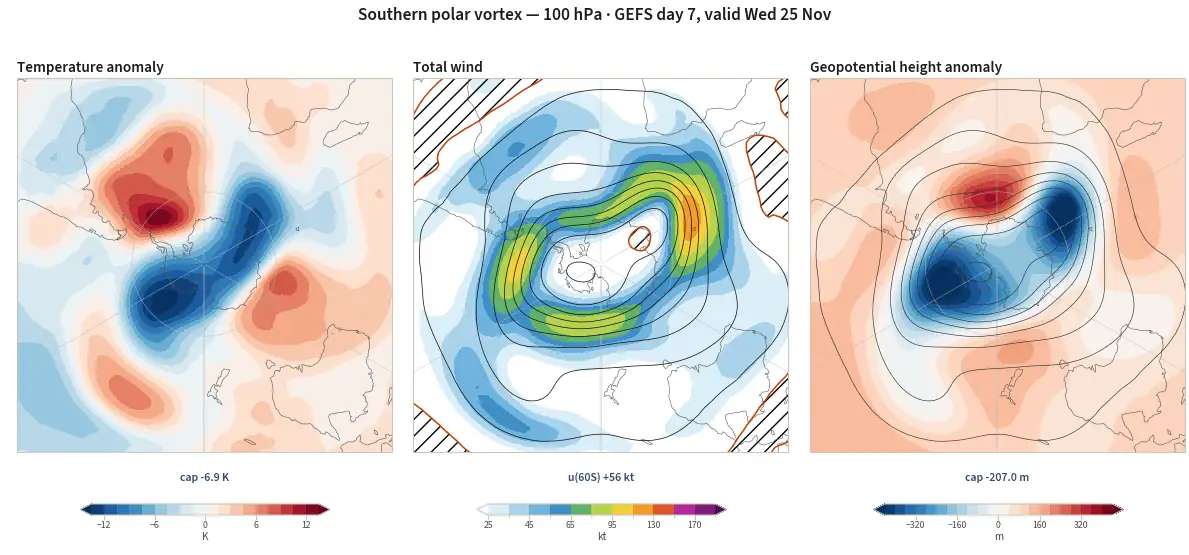 Southern polar vortex — 100 hPa · GEFS day 7, valid Wed 25 Nov
Temperature anomaly
Total wind
Geopotential height anomaly
cap -6.9 K
u(60S) +56 kt
cap -207.0 m
−12 −6 0 6 12
K
25 45 65 95 130 170
kt
−320 −160 0 160 320
m